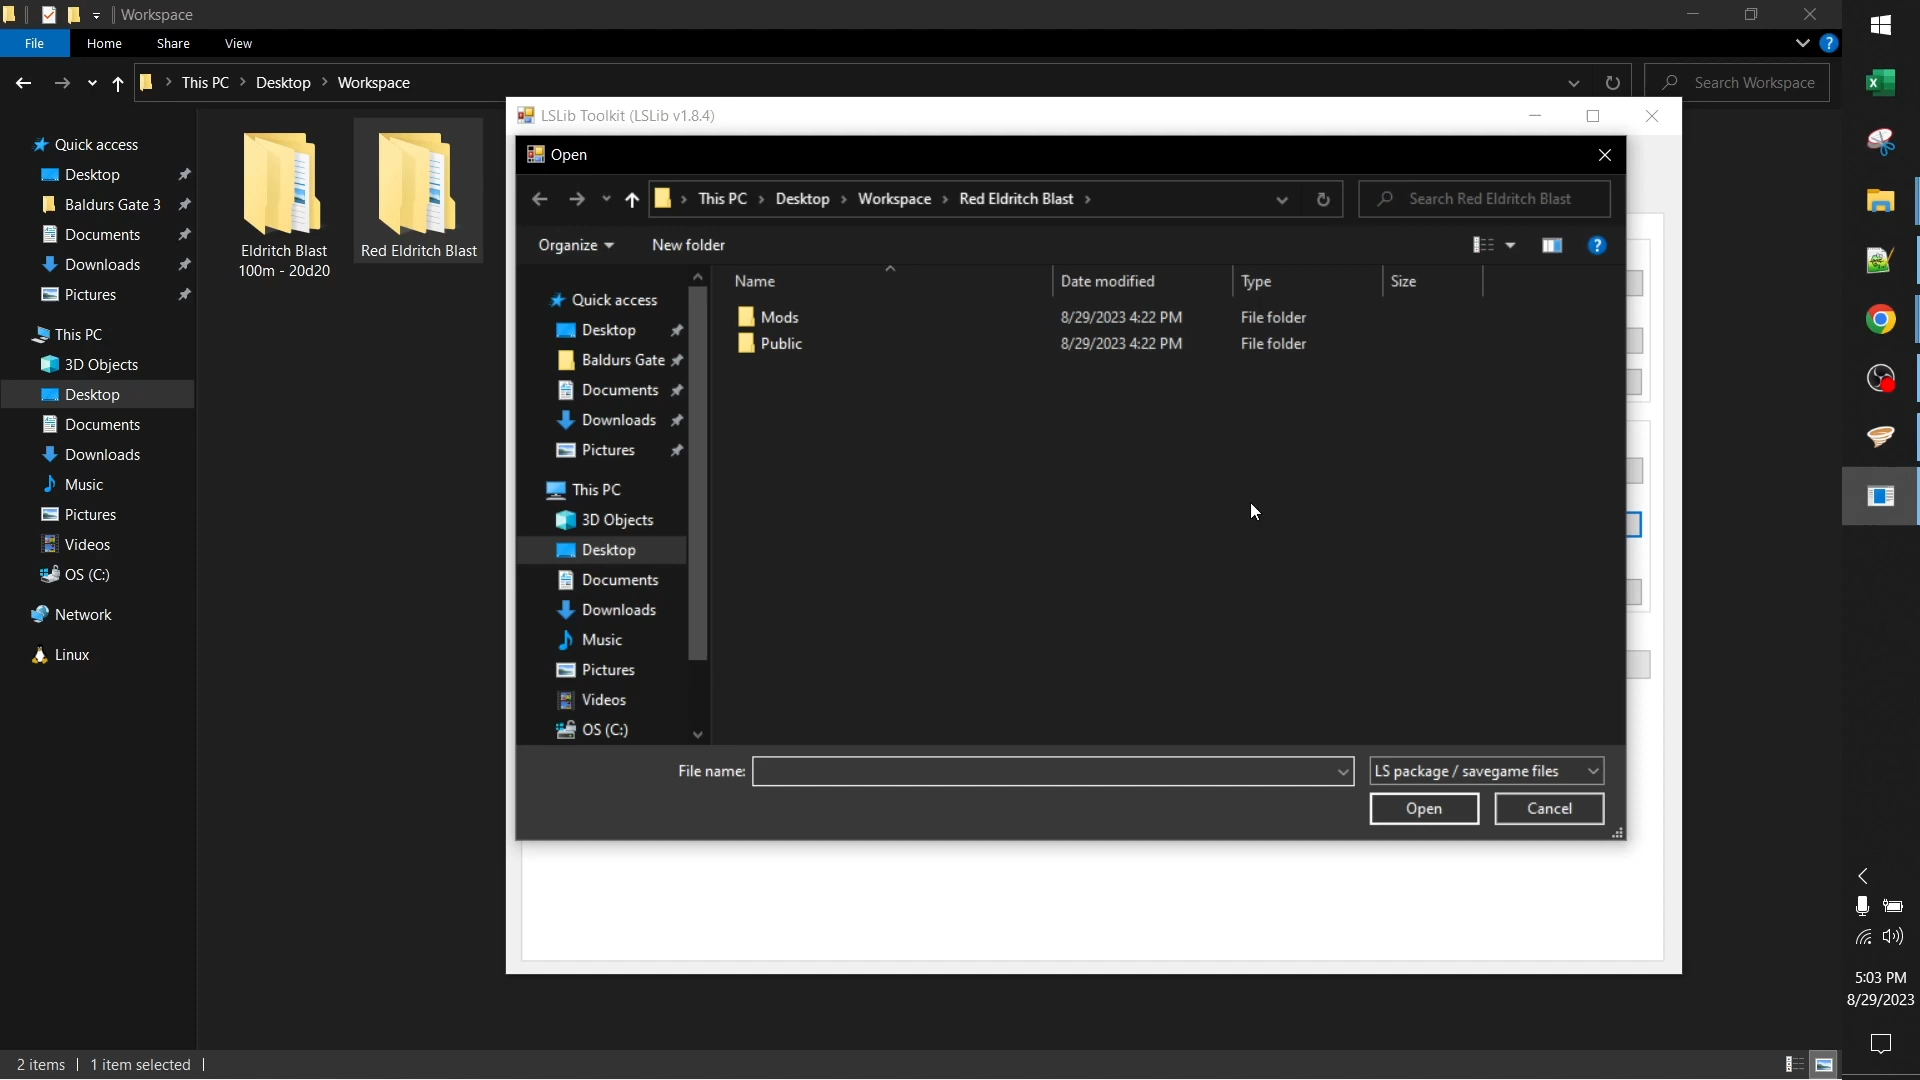 Workspace
File Home Share View
This PC Desktop Workspace
Search Workspace
Quick access
Desktop
Baldurs Gate 3
Documents
Downloads
Pictures
This PC
3D Objects
Desktop
Documents
Downloads
Music
Pictures
Videos
OS (C:)
Network
Linux
Eldritch Blast
100m - 20d20
Red Eldritch Blast
LSLib Toolkit (LSLib v1.8.4)
Open
This PC Desktop Workspace Red Eldritch Blast
Search Red Eldritch Blast
Organize New folder
Quick access
Desktop
Baldurs Gate
Documents
Downloads
Pictures
This PC
3D Objects
Desktop
Documents
Downloads
Music
Pictures
Videos
OS (C:)
Name Date modified Type Size
Mods 8/29/2023 4:22 PM File folder
Public 8/29/2023 4:22 PM File folder
File name: LS package / savegame files
Open Cancel
5:03 PM
8/29/2023
2 items 1 item selected